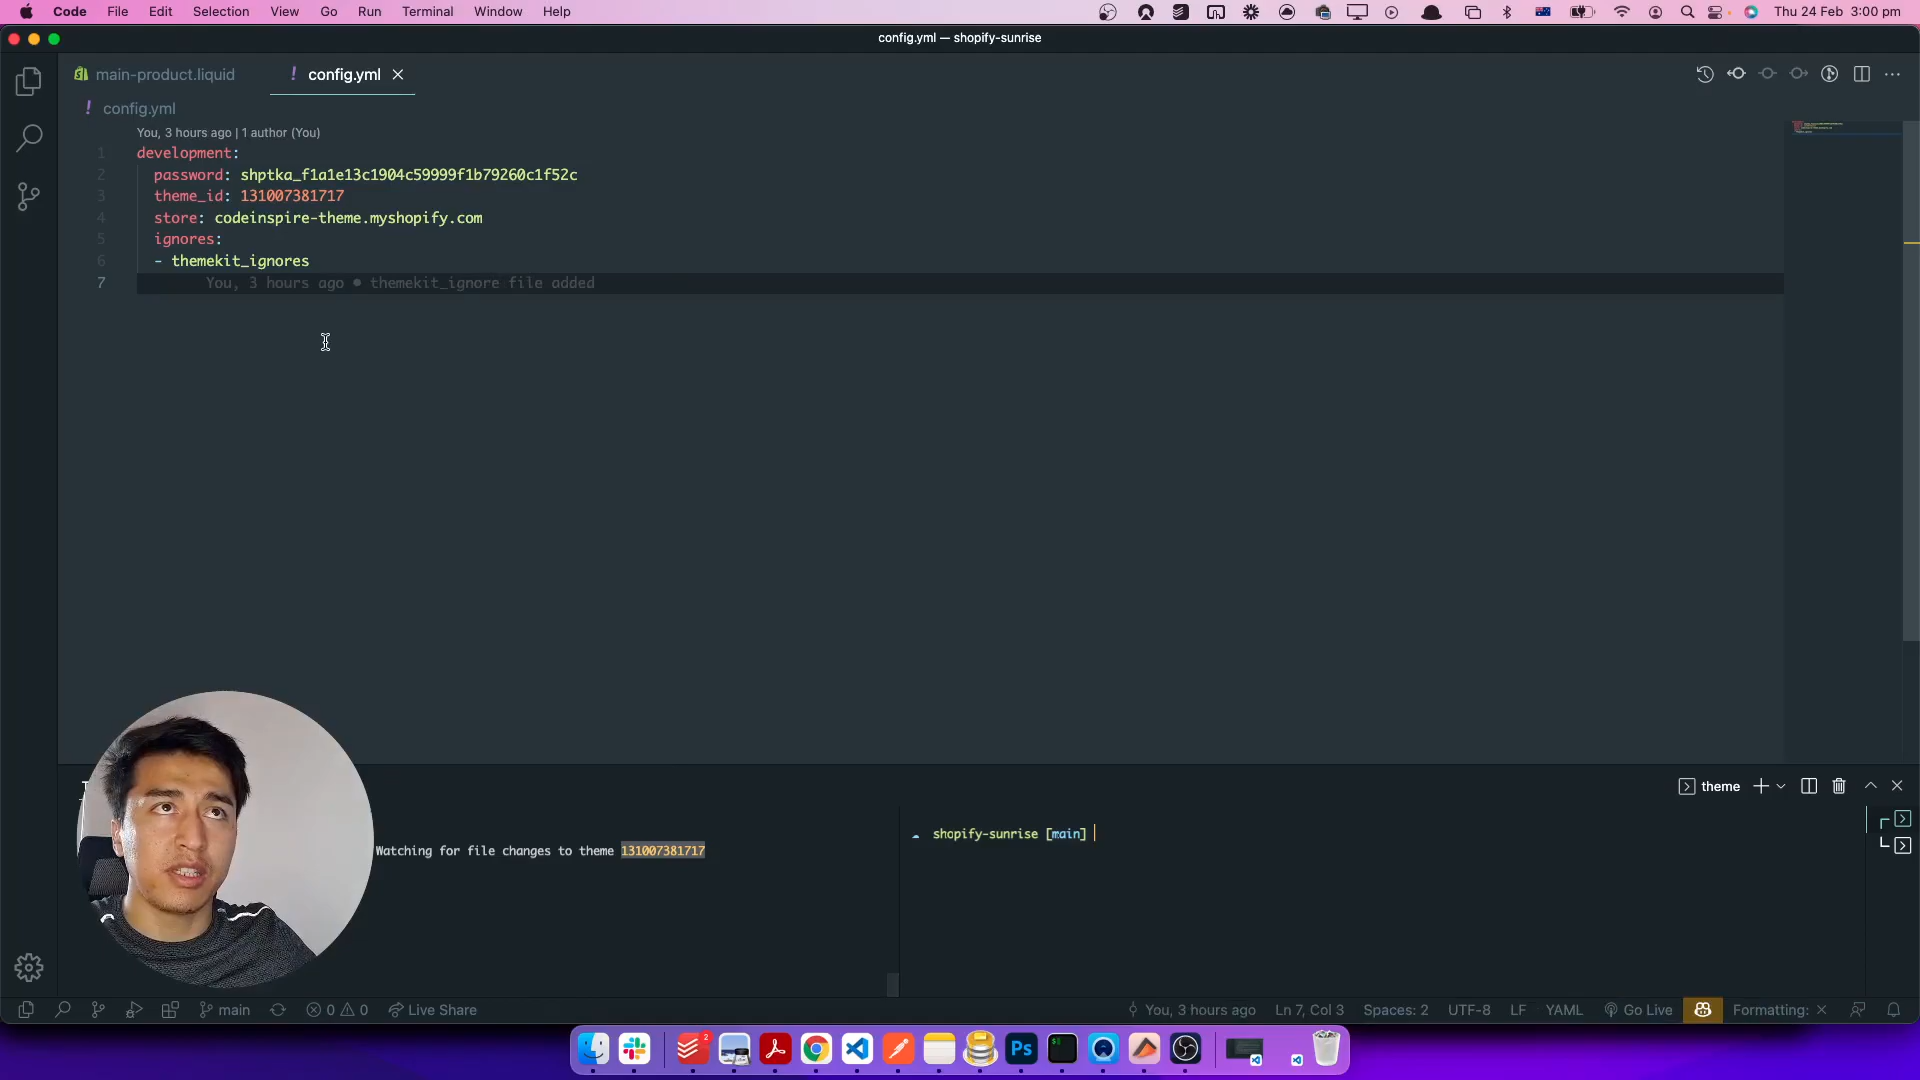 Code File Edit Selection View Go Run Terminal Window Help Thu 24 Feb 3:00 pm
config.yml — shopify-sunrise
main-product.liquid ! config.yml
! config.yml
You, 3 hours ago | 1 author (You)
1 development:
2 password: shptka_f1a1e13c1904c59999f1b79260c1f52c
3 theme_id: 131007381717
4 store: codeinspire-theme.myshopify.com
5 ignores:
6 - themekit_ignores
7 You, 3 hours ago • themekit_ignore file added
theme
shopify-sunrise [main]
Watching for file changes to theme 131007381717
main 0 0 Live Share You, 3 hours ago Ln 7, Col 3 Spaces: 2 UTF-8 LF YAML Go Live Formatting:
2
Ps